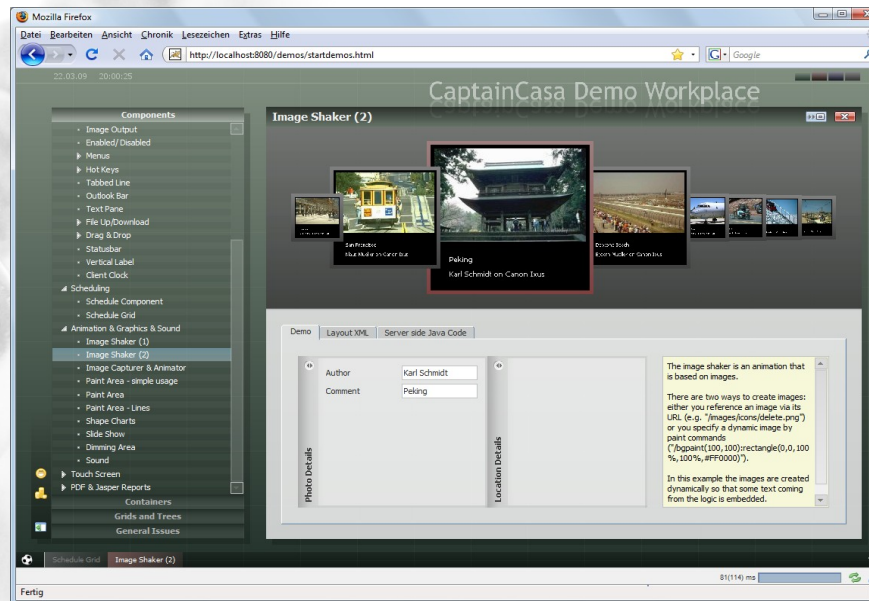 Mozilla Firefox
Datei Bearbeiten Ansicht Chronik Lesezeichen Extras Hilfe
http://localhost:8080/demos/startdemos.html
Google
22.03.09 20:00:25
CaptainCasa Demo Workplace
Components
Image Output
Enabled/ Disabled
Menus
Hot Keys
Tabbed Line
Outlook Bar
Text Pane
File Up/Download
Drag & Drop
Statusbar
Vertical Label
Client Clock
Scheduling
Schedule Component
Schedule Grid
Animation & Graphics & Sound
Image Shaker (1)
Image Shaker (2)
Image Capturer & Animator
Paint Area - simple usage
Paint Area
Paint Area - Lines
Shape Charts
Slide Show
Dimming Area
Sound
Touch Screen
PDF & Jasper Reports
Containers
Grids and Trees
General Issues
Image Shaker (2)
San Francisco
Klaus Mueller on Canon Ixus
Peking
Karl Schmidt on Canon Ixus
Daytona Beach
on Canon Ixus
Demo
Layout XML
Server side Java Code
Photo Details
Author
Karl Schmidt
Comment
Peking
Location Details
The image shaker is an animation that
is based on images.
There are two ways to create images:
either you reference an image via its
URL (e.g. "/images/icons/delete.png")
or you specify a dynamic image by
paint commands
("/bgpaint(100,100):rectangle(0,0,100
%,100%,#FF0000)").
In this example the images are created
dynamically so that some text coming
from the logic is embedded.
Schedule Grid
Image Shaker (2)
81(114) ms
Fertig